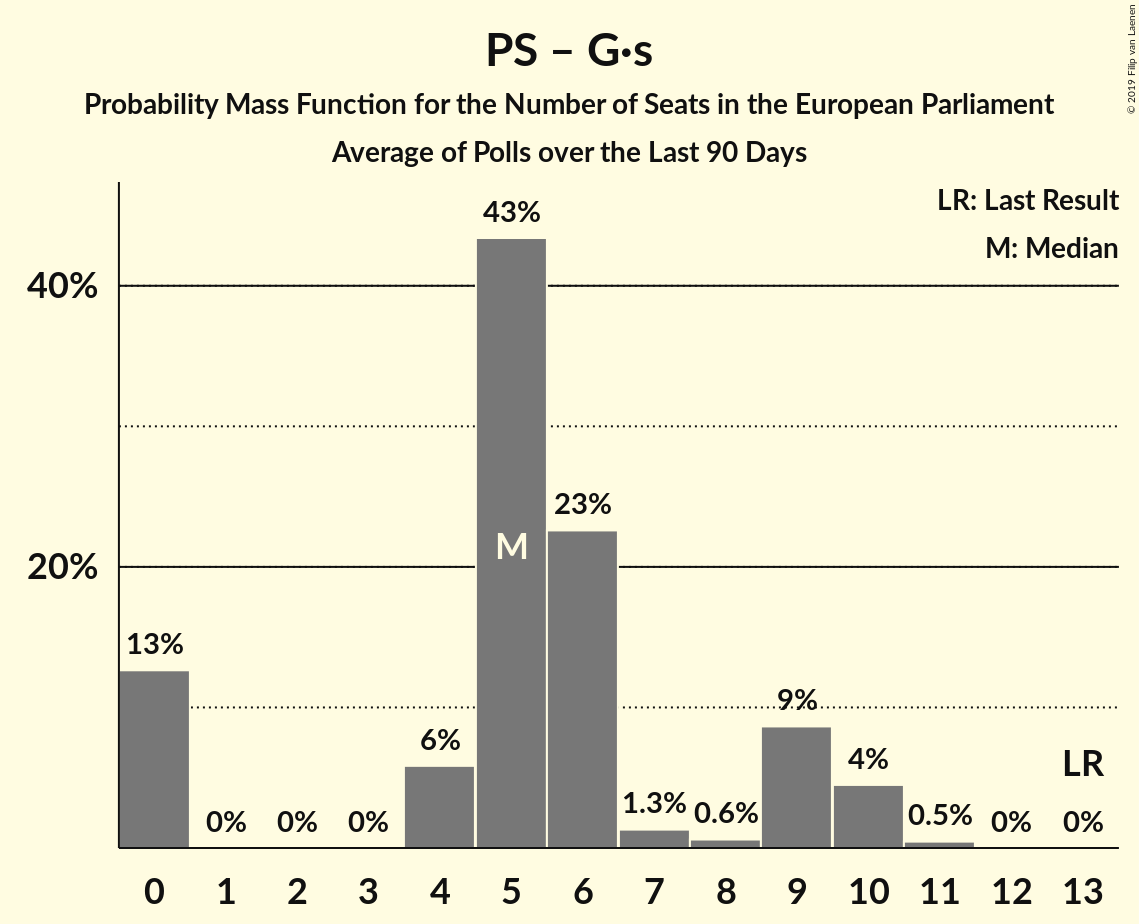 PS – G•s
Probability Mass Function for the Number of Seats in the European Parliament
Average of Polls over the Last 90 Days
© 2019 Filip van Laenen
LR: Last Result
M: Median
40%
20%
13%
0%
0%
0%
6%
43%
M
23%
1.3%
0.6%
9%
4%
0.5%
0%
LR
0%
0 1 2 3 4 5 6 7 8 9 10 11 12 13